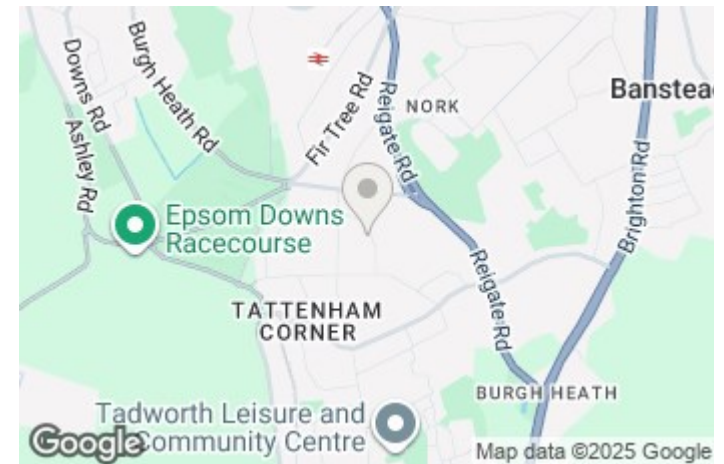 Downs Rd
Ashley Rd
Burgh Heath Rd
Fir Tree Rd
Reigate Rd
NORK
Banstea
Brighton Rd
Epsom Downs
Racecourse
Reigate Rd
TATTENHAM
CORNER
BURGH HEATH
Tadworth Leisure and
Community Centre
Google
Map data ©2025 Google